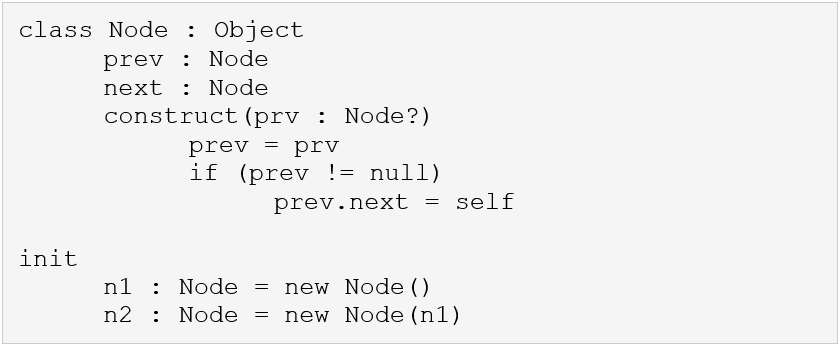 class Node : Object
prev : Node
next : Node
construct(prv : Node?)
prev = prv
if (prev != null)
prev.next = self
init
n1 : Node = new Node()
n2 : Node = new Node(n1)